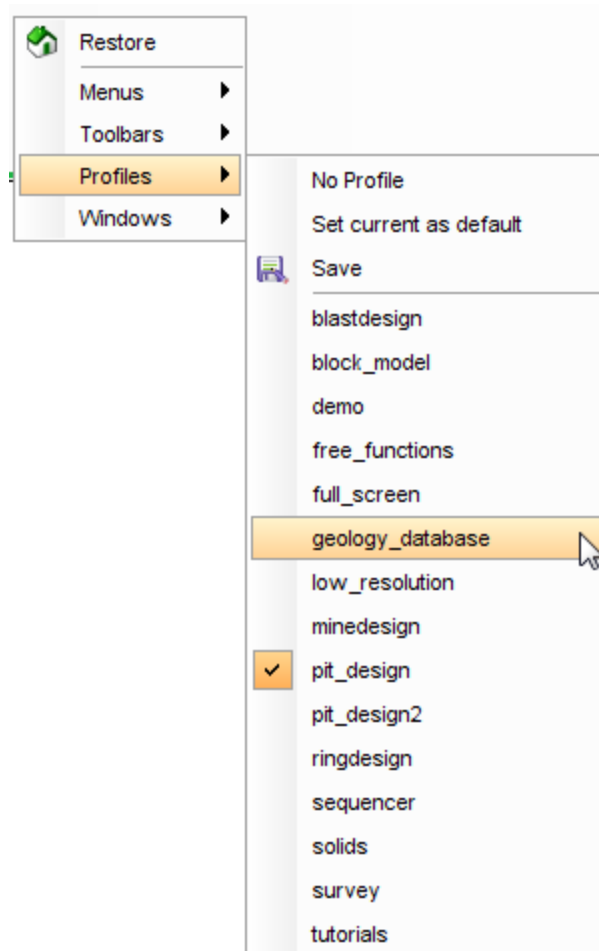 Restore
Menus
Toolbars
Profiles
Windows
No Profile
Set current as default
Save
blastdesign
block_model
demo
free_functions
full_screen
geology_database
low_resolution
minedesign
pit_design
pit_design2
ringdesign
sequencer
solids
survey
tutorials